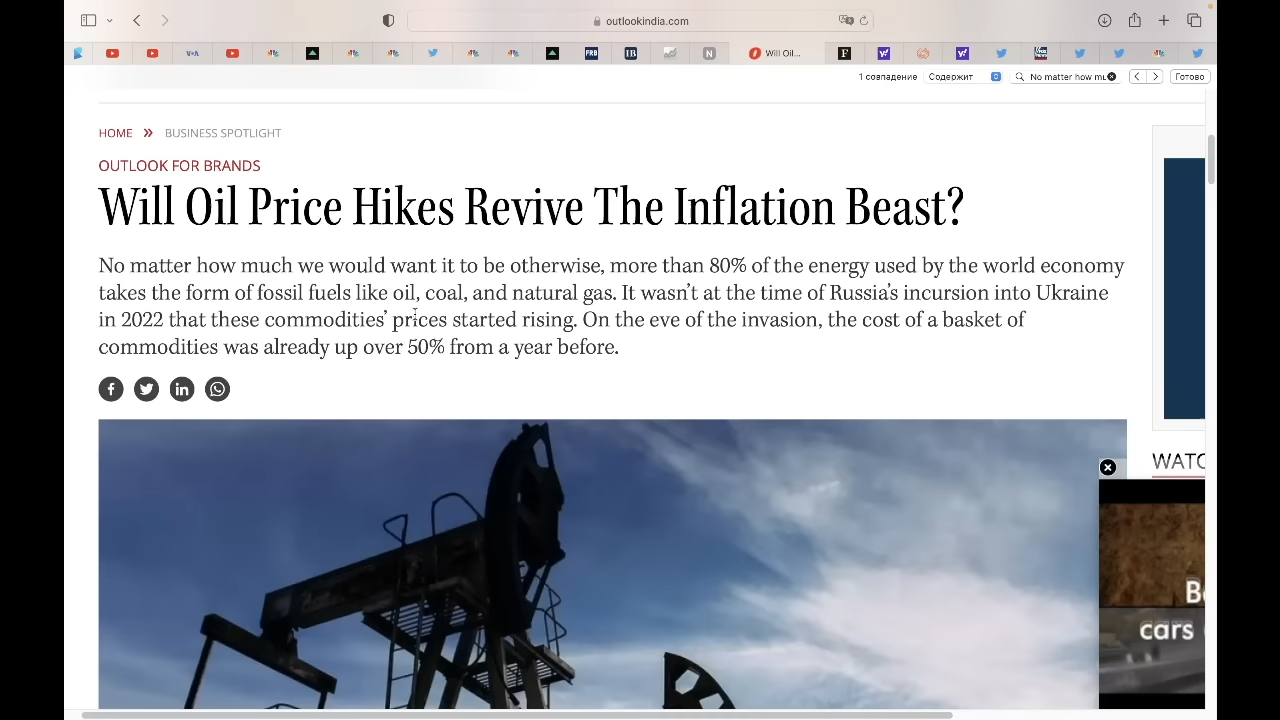 outlookindia.com
VOA
FRB
IB
N
Will Oil...
F
y!
y!
1 совпадение
Содержит
No matter how mu
Готово
HOME » BUSINESS SPOTLIGHT
OUTLOOK FOR BRANDS
Will Oil Price Hikes Revive The Inflation Beast?
No matter how much we would want it to be otherwise, more than 80% of the energy used by the world economy
takes the form of fossil fuels like oil, coal, and natural gas. It wasn't at the time of Russia's incursion into Ukraine
in 2022 that these commodities' prices started rising. On the eve of the invasion, the cost of a basket of
commodities was already up over 50% from a year before.
WATC
B
cars